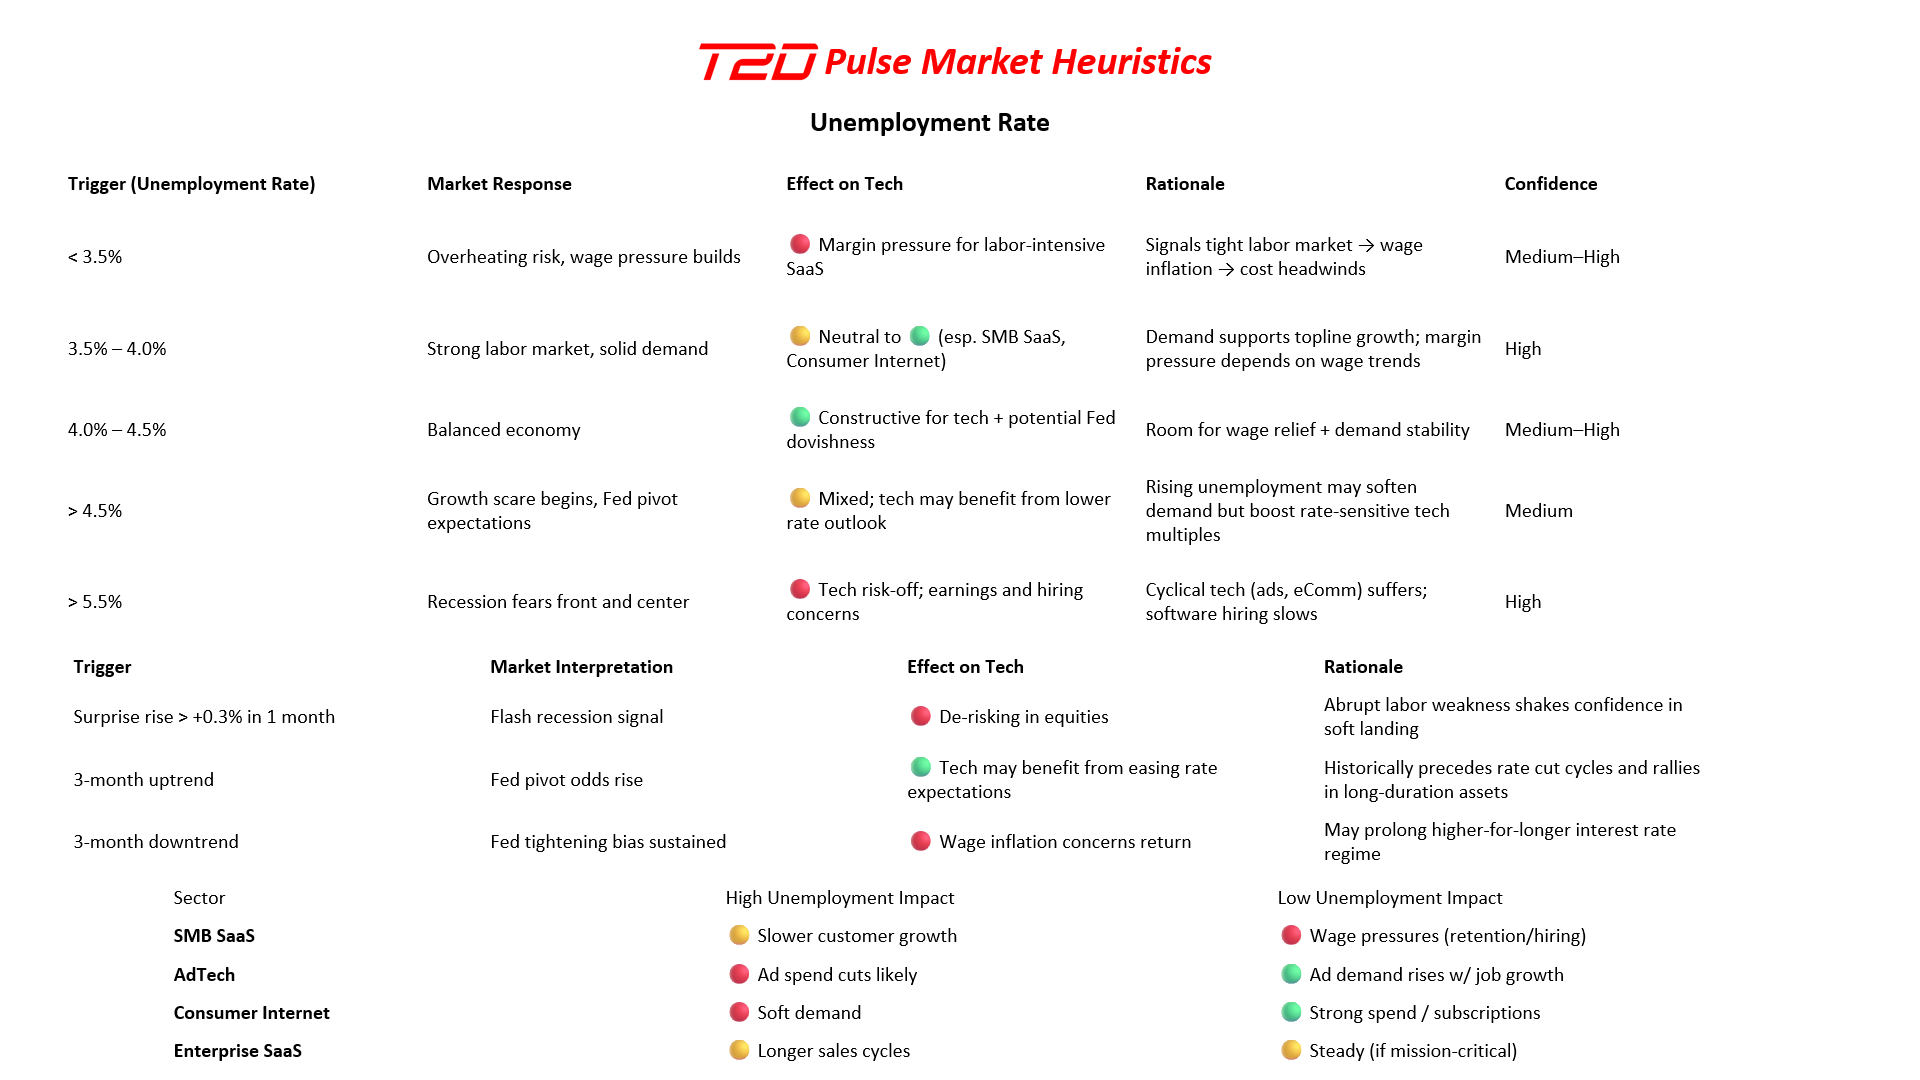 T2D Pulse Market Heuristics
Unemployment Rate
Trigger (Unemployment Rate) Market Response Effect on Tech Rationale Confidence
< 3.5% Overheating risk, wage pressure builds 🔴 Margin pressure for labor-intensive SaaS Signals tight labor market → wage inflation → cost headwinds Medium–High
3.5% – 4.0% Strong labor market, solid demand 🟡 Neutral to 🟢 (esp. SMB SaaS, Consumer Internet) Demand supports topline growth; margin pressure depends on wage trends High
4.0% – 4.5% Balanced economy 🟢 Constructive for tech + potential Fed dovishness Room for wage relief + demand stability Medium–High
> 4.5% Growth scare begins, Fed pivot expectations 🟡 Mixed; tech may benefit from lower rate outlook Rising unemployment may soften demand but boost rate-sensitive tech multiples Medium
> 5.5% Recession fears front and center 🔴 Tech risk-off; earnings and hiring concerns Cyclical tech (ads, eComm) suffers; software hiring slows High
Trigger Market Interpretation Effect on Tech Rationale
Surprise rise > +0.3% in 1 month Flash recession signal 🔴 De-risking in equities Abrupt labor weakness shakes confidence in soft landing
3-month uptrend Fed pivot odds rise 🟢 Tech may benefit from easing rate expectations Historically precedes rate cut cycles and rallies in long-duration assets
3-month downtrend Fed tightening bias sustained 🔴 Wage inflation concerns return May prolong higher-for-longer interest rate regime
Sector High Unemployment Impact Low Unemployment Impact
SMB SaaS 🟡 Slower customer growth 🔴 Wage pressures (retention/hiring)
AdTech 🔴 Ad spend cuts likely 🟢 Ad demand rises w/ job growth
Consumer Internet 🔴 Soft demand 🟢 Strong spend / subscriptions
Enterprise SaaS 🟡 Longer sales cycles 🟡 Steady (if mission-critical)